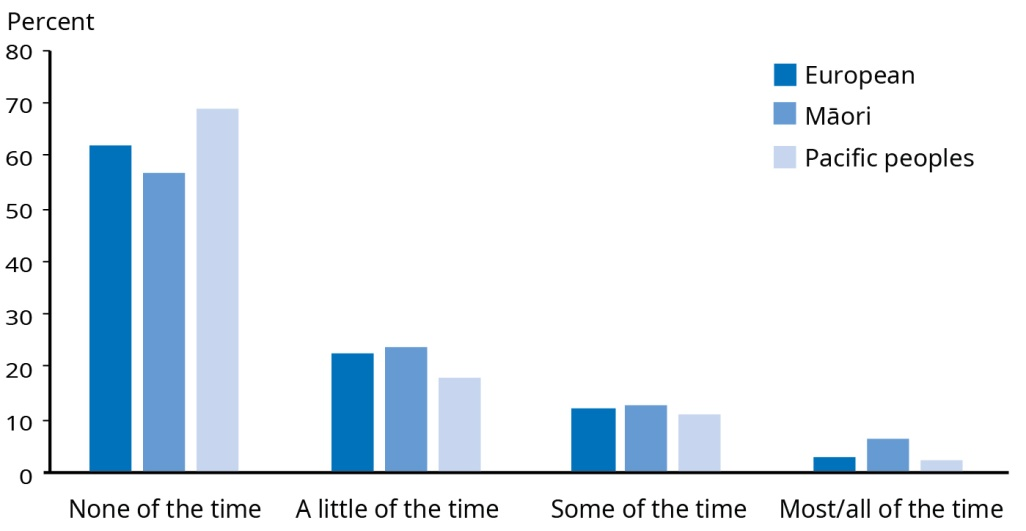 Percent
80
70
60
50
40
30
20
10
0
European
Māori
Pacific peoples
None of the time
A little of the time
Some of the time
Most/all of the time